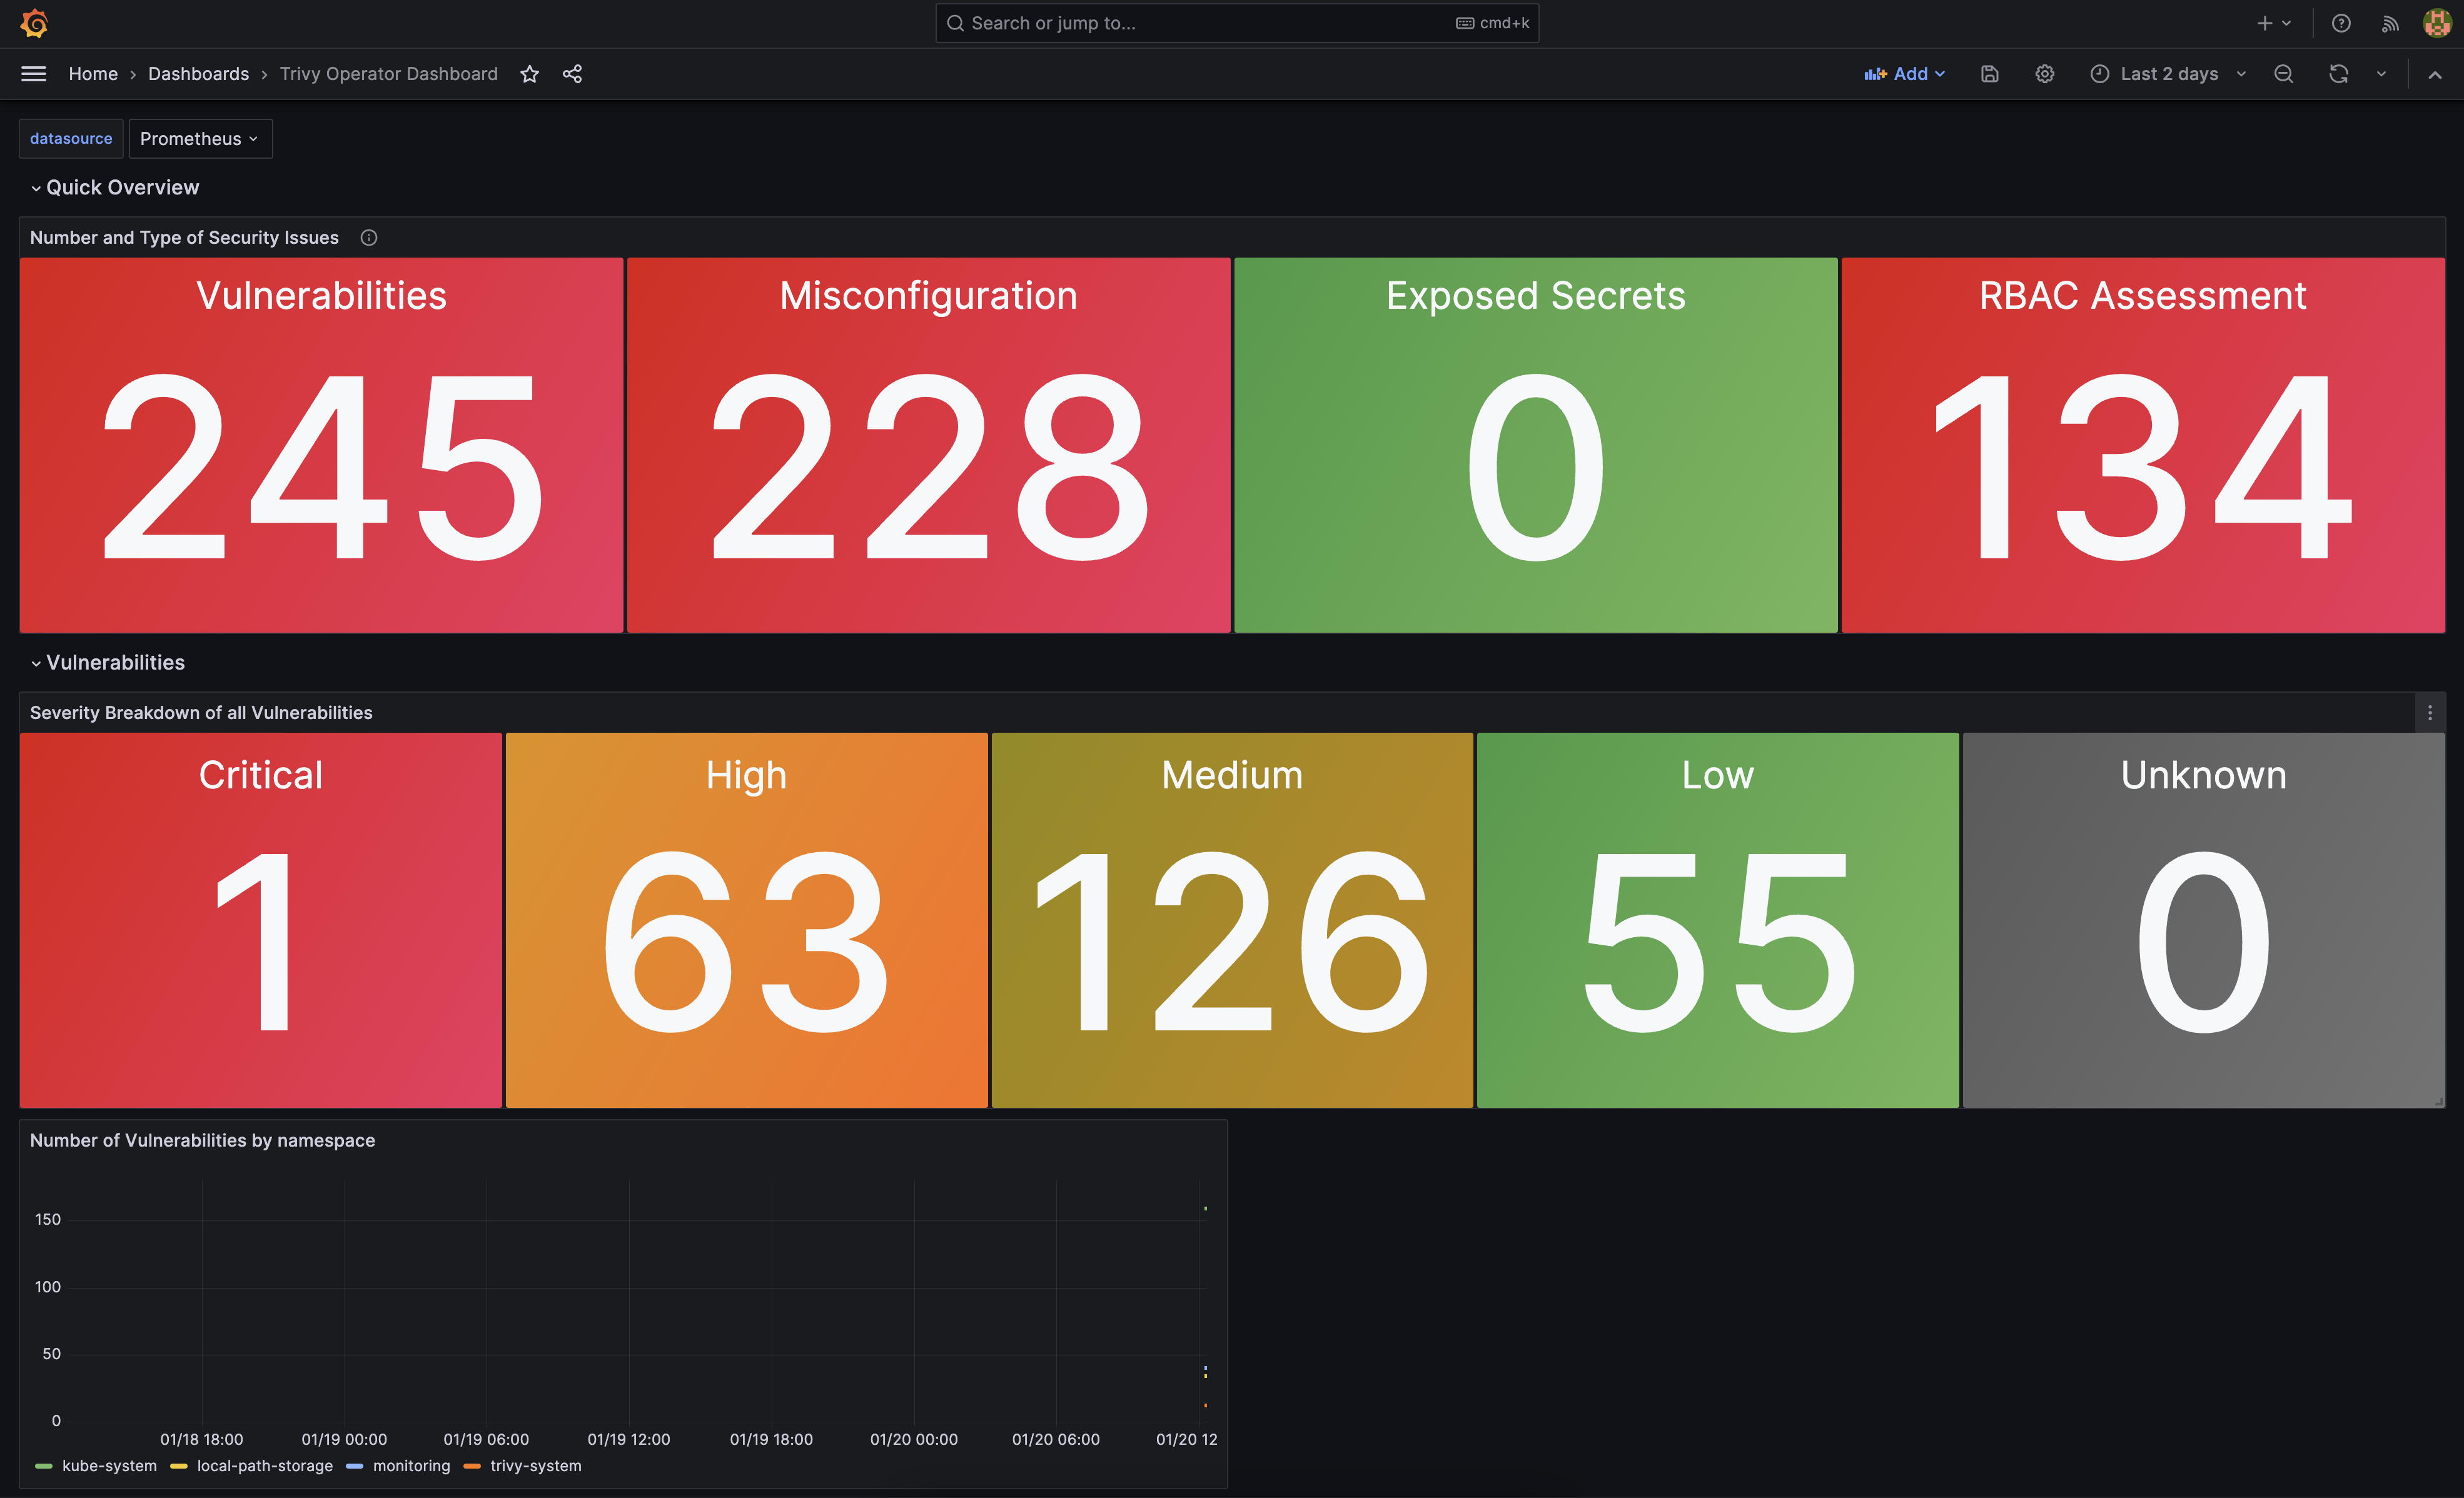 Search or jump to... cmd+k
Home › Dashboards › Trivy Operator Dashboard Add Last 2 days
datasource Prometheus
Quick Overview
Number and Type of Security Issues
Vulnerabilities Misconfiguration Exposed Secrets RBAC Assessment
245 228 0 134
Vulnerabilities
Severity Breakdown of all Vulnerabilities
Critical High Medium Low Unknown
1 63 126 55 0
Number of Vulnerabilities by namespace
150
100
50
0
01/18 18:00 01/19 00:00 01/19 06:00 01/19 12:00 01/19 18:00 01/20 00:00 01/20 06:00 01/20 12
kube-system local-path-storage monitoring trivy-system